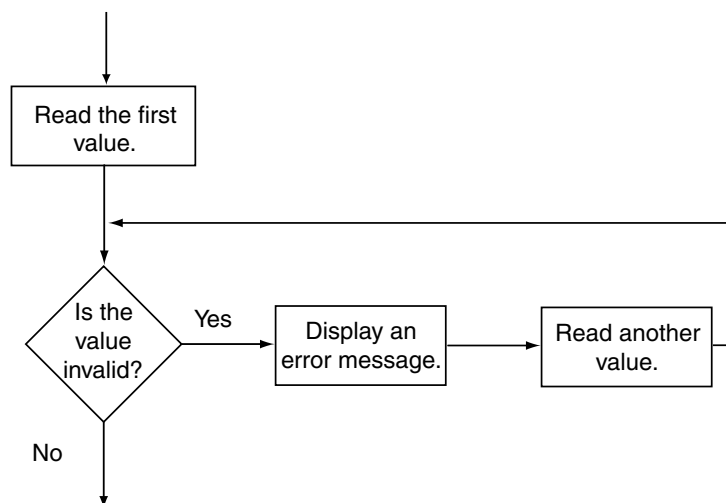 Read the first
value.
Is the
value
invalid?
Yes
Display an
error message.
Read another
value.
No